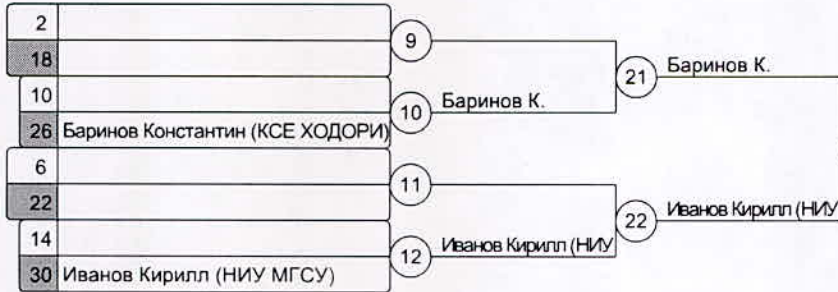 2
9
18
21 Баринов К.
10
10 Баринов К.
26 Баринов Константин (КСЕ ХОДОРИ)
6
11
22
22 Иванов Кирилл (НИУ
14
12 Иванов Кирилл (НИУ
30 Иванов Кирилл (НИУ МГСУ)